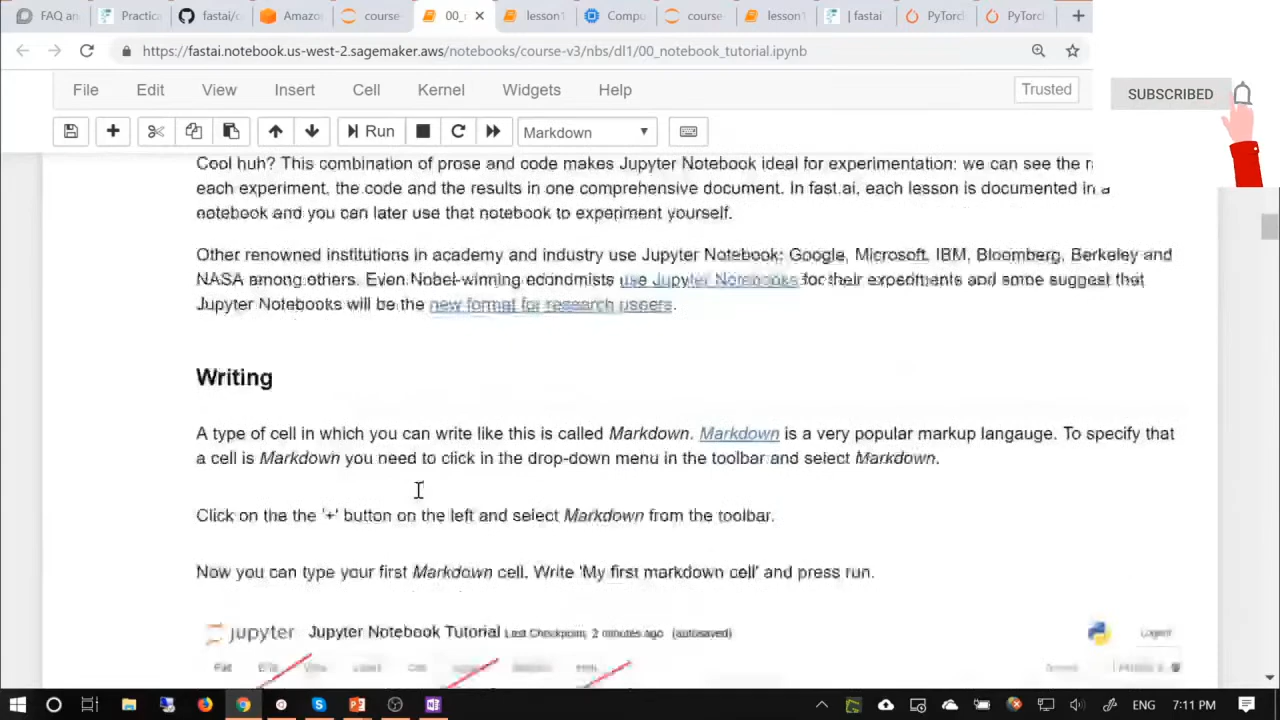 FAQ an
Practica
fastai/c
Amazo
course
00_
lesson1
Compu
course
lesson1
| fastai
PyTorc
PyTorc
https://fastai.notebook.us-west-2.sagemaker.aws/notebooks/course-v3/nbs/dl1/00_notebook_tutorial.ipynb
File Edit View Insert Cell Kernel Widgets Help Trusted
SUBSCRIBED
Run Markdown
Cool huh? This combination of prose and code makes Jupyter Notebook ideal for experimentation: we can see the r
each experiment, the code and the results in one comprehensive document. In fast.ai, each lesson is documented in a
notebook and you can later use that notebook to experiment yourself.
Other renowned institutions in academy and industry use Jupyter Notebook: Google, Microsoft, IBM, Bloomberg, Berkeley and
NASA among others. Even Nobel-winning economists use Jupyter Notebooks for their experiments and some suggest that
Jupyter Notebooks will be the new format for research papers.
Writing
A type of cell in which you can write like this is called Markdown. Markdown is a very popular markup langauge. To specify that
a cell is Markdown you need to click in the drop-down menu in the toolbar and select Markdown.
Click on the the '+' button on the left and select Markdown from the toolbar.
Now you can type your first Markdown cell. Write 'My first markdown cell' and press run.
jupyter Jupyter Notebook Tutorial Last Checkpoint, 2 minutes ago (autosaved) Logout
ENG 7:11 PM